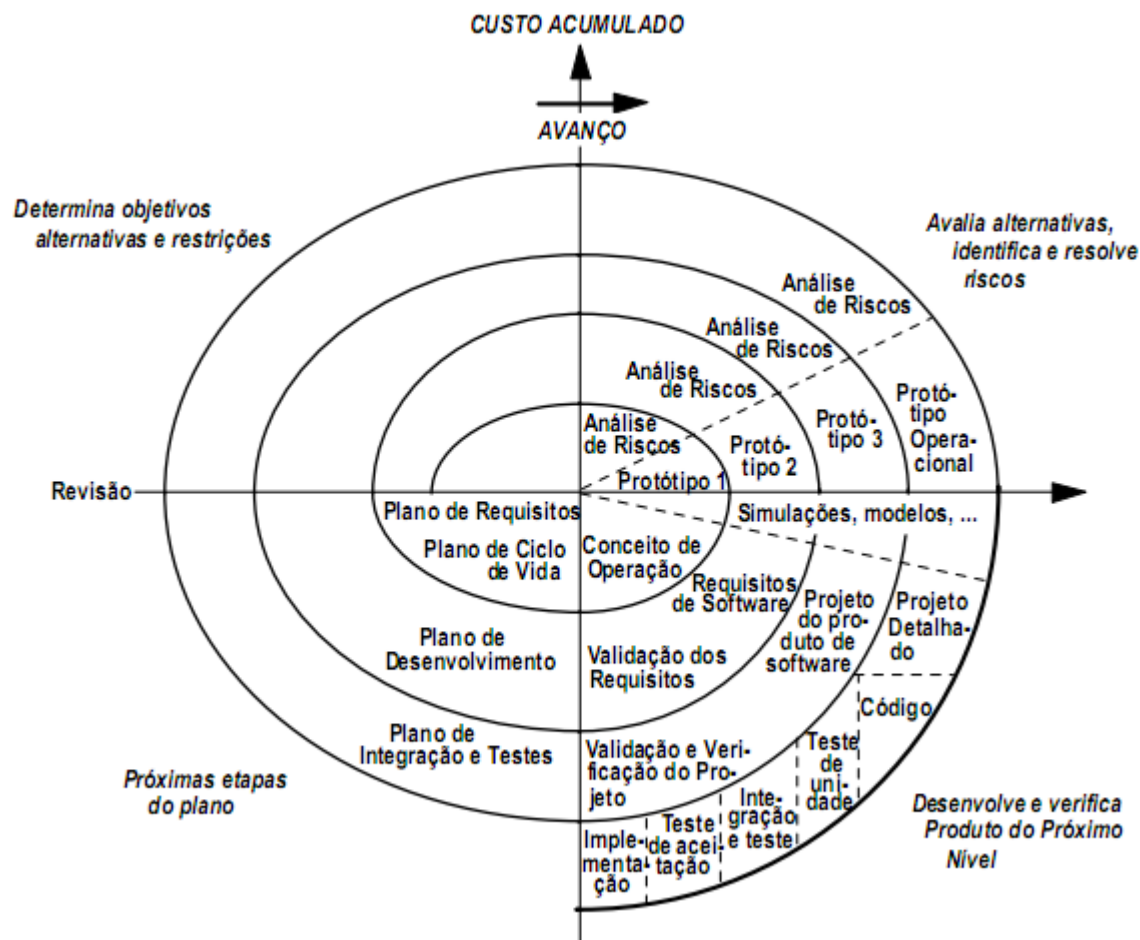 CUSTO ACUMULADO
AVANÇO
Determina objetivos
alternativas e restrições
Avalia alternativas,
identifica e resolve
riscos
Análise
de Riscos
Análise
de Riscos
Análise
de Riscos
Análise
de Riscos
Protó-
tipo
Opera-
cional
Protó-
tipo 3
Protó-
tipo 2
Protótipo 1
Revisão
Plano de Requisitos
Simulações, modelos, ...
Plano de Ciclo
de Vida
Conceito de
Operação
Requisitos
de Software
Projeto
do pro-
duto de
software
Projeto
Detalha-
do
Plano de
Desenvolvimento
Validação dos
Requisitos
Código
Plano de
Integração e Testes
Validação e Veri-
ficação do Pro-
jeto
Teste
de
uni-
dade
Inte-
gração
e teste
Teste
de acei-
tação
Imple-
menta-
ção
Próximas etapas
do plano
Desenvolve e verifica
Produto do Próximo
Nível